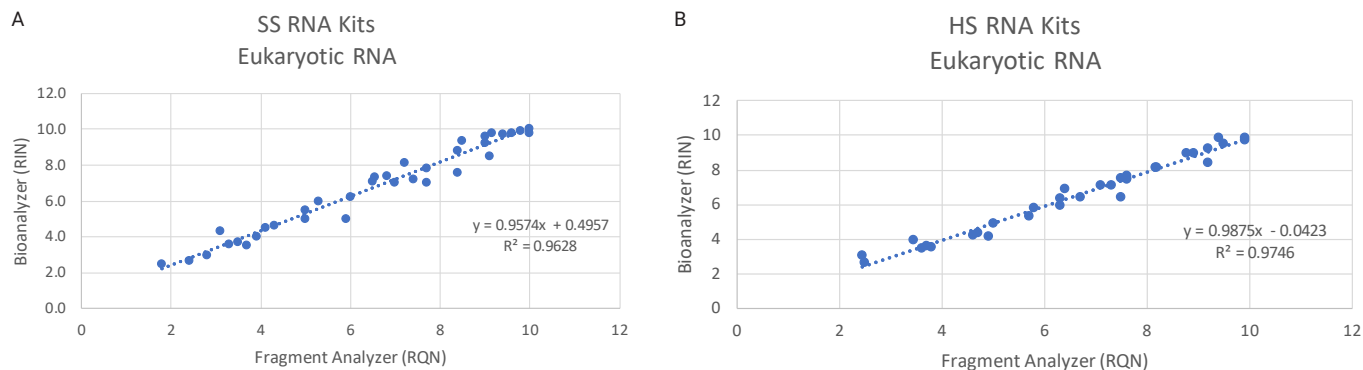 A
SS RNA Kits
Eukaryotic RNA
12.0
10.0
8.0
6.0
4.0
2.0
0.0
Bioanalyzer (RIN)
y = 0.9574x + 0.4957
R² = 0.9628
0 2 4 6 8 10 12
Fragment Analyzer (RQN)
B
HS RNA Kits
Eukaryotic RNA
12
10
8
6
4
2
0
Bioanalyzer (RIN)
y = 0.9875x - 0.0423
R² = 0.9746
0 2 4 6 8 10 12
Fragment Analyzer (RQN)